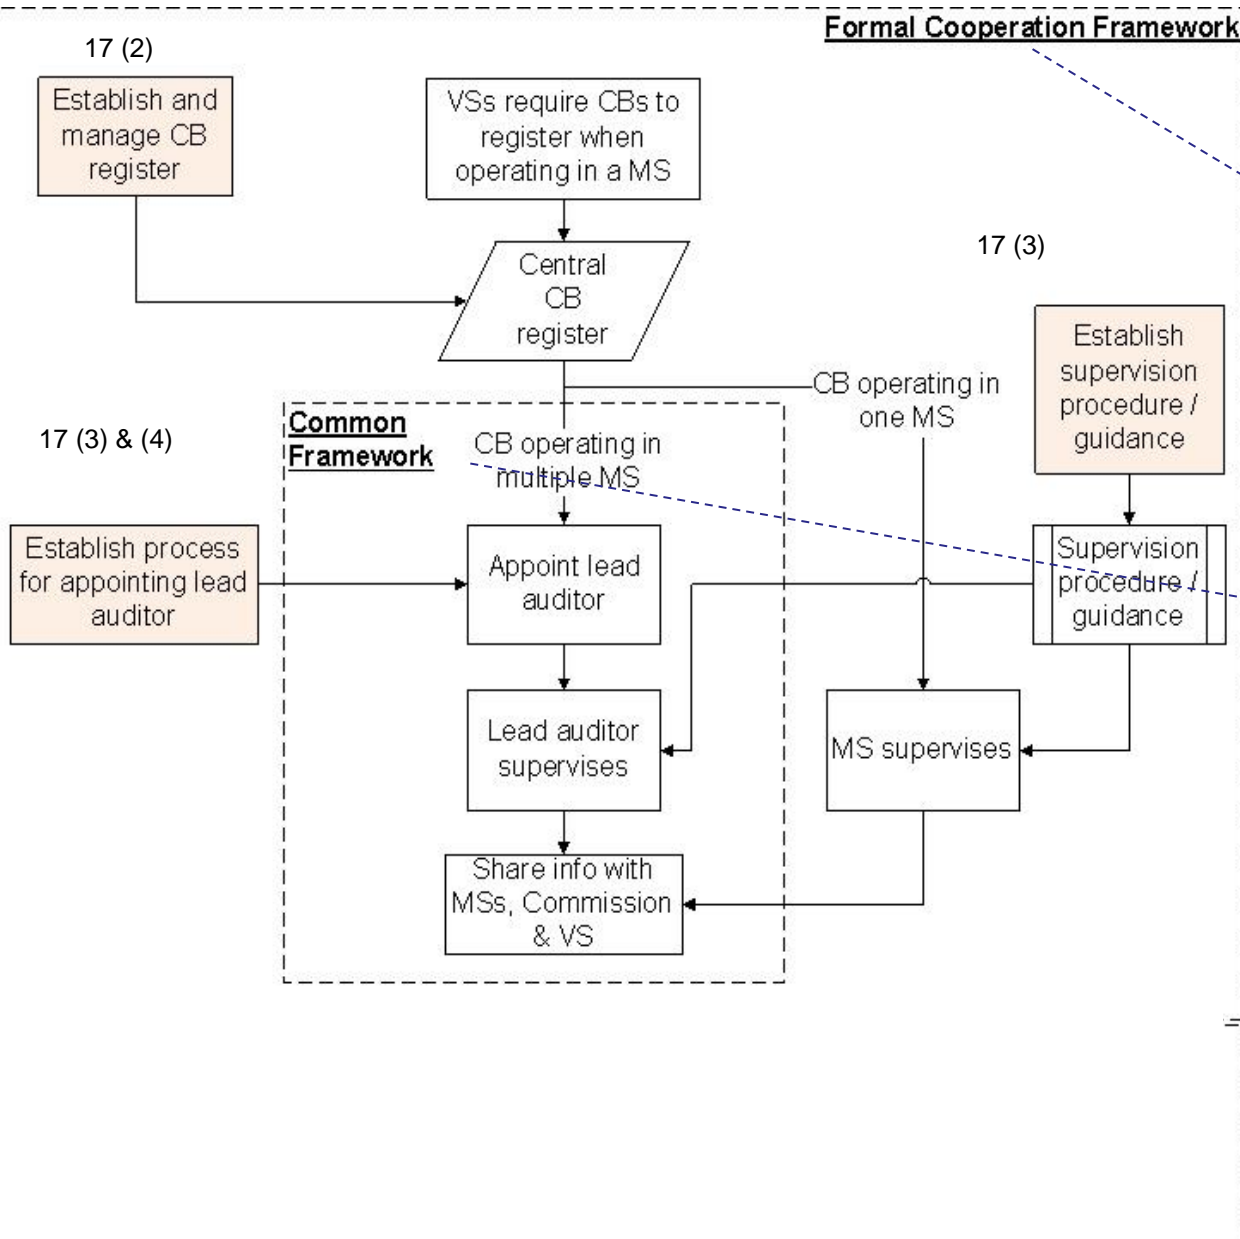 Formal Cooperation Framework
17 (2)
Establish and
manage CB
register
VSs require CBs to
register when
operating in a MS
Central
CB
register
17 (3)
Establish
supervision
procedure /
guidance
CB operating in
one MS
Common
Framework
CB operating in
multiple MS
17 (3) & (4)
Establish process
for appointing lead
auditor
Appoint lead
auditor
Supervision
procedure /
guidance
Lead auditor
supervises
MS supervises
Share info with
MSs, Commission
& VS